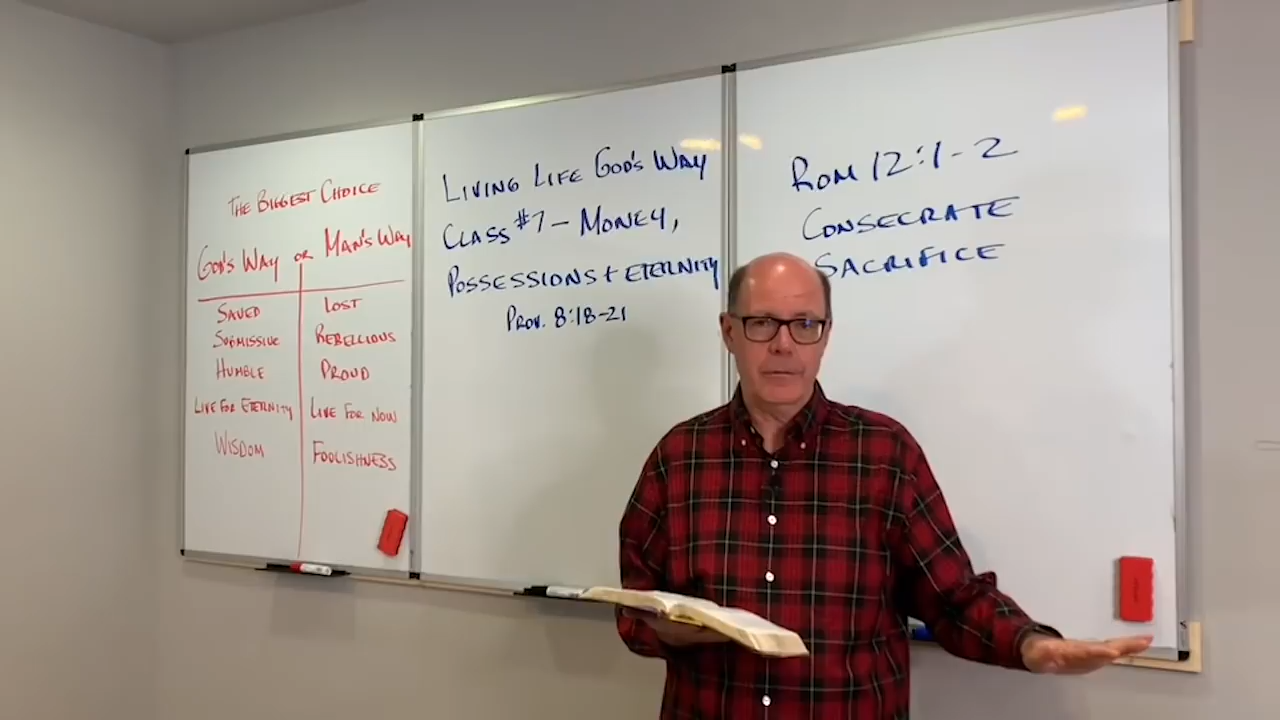 THE BIGGEST CHOICE
GOD'S WAY OR MAN'S WAY
SAVED LOST
SUBMISSIVE REBELLIOUS
HUMBLE PROUD
LIVE FOR ETERNITY LIVE FOR NOW
WISDOM FOOLISHNESS
LIVING LIFE GOD'S WAY
CLASS #7 - MONEY,
POSSESSIONS + ETERNITY
PROV. 8:18-21
ROM 12:1-2
CONSECRATE
SACRIFICE